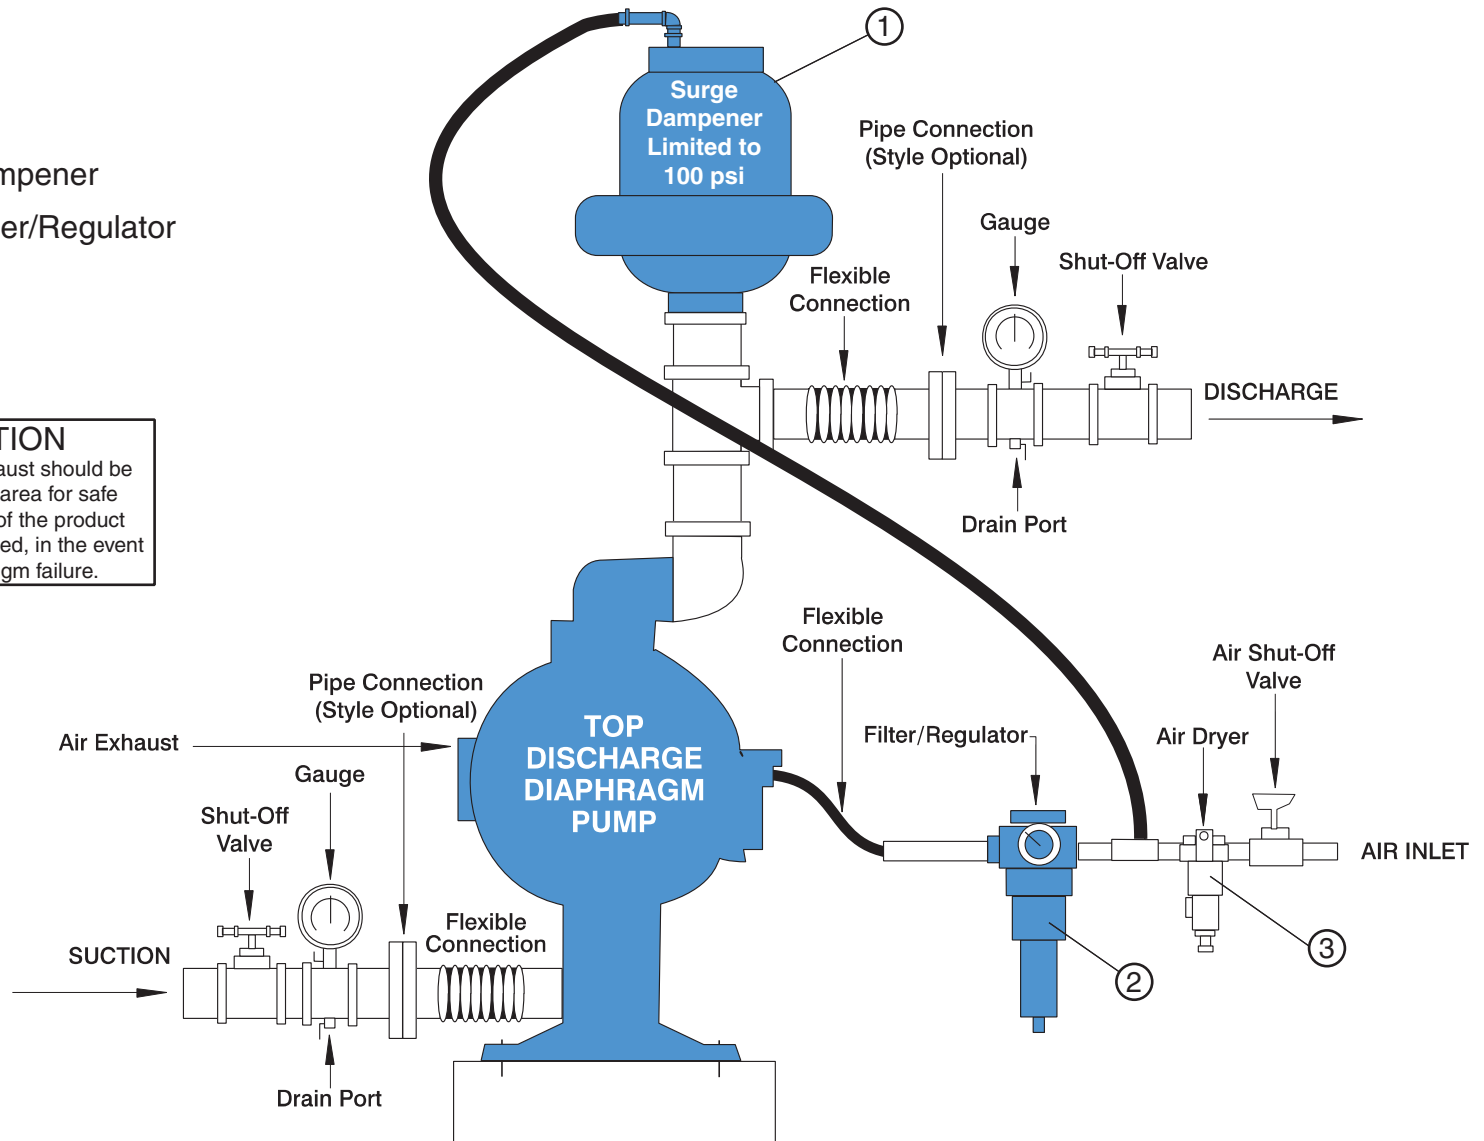 1
Surge
Dampener
Limited to
100 psi
Pipe Connection
(Style Optional)
mpener
er/Regulator
Gauge
Shut-Off Valve
Flexible
Connection
DISCHARGE
TION
aust should be
area for safe
of the product
ed, in the event
gm failure.
Drain Port
Flexible
Connection
Air Shut-Off
Valve
Pipe Connection
(Style Optional)
Air Exhaust
TOP
DISCHARGE
DIAPHRAGM
PUMP
Filter/Regulator
Air Dryer
Gauge
Shut-Off
Valve
AIR INLET
Flexible
Connection
SUCTION
2
3
Drain Port